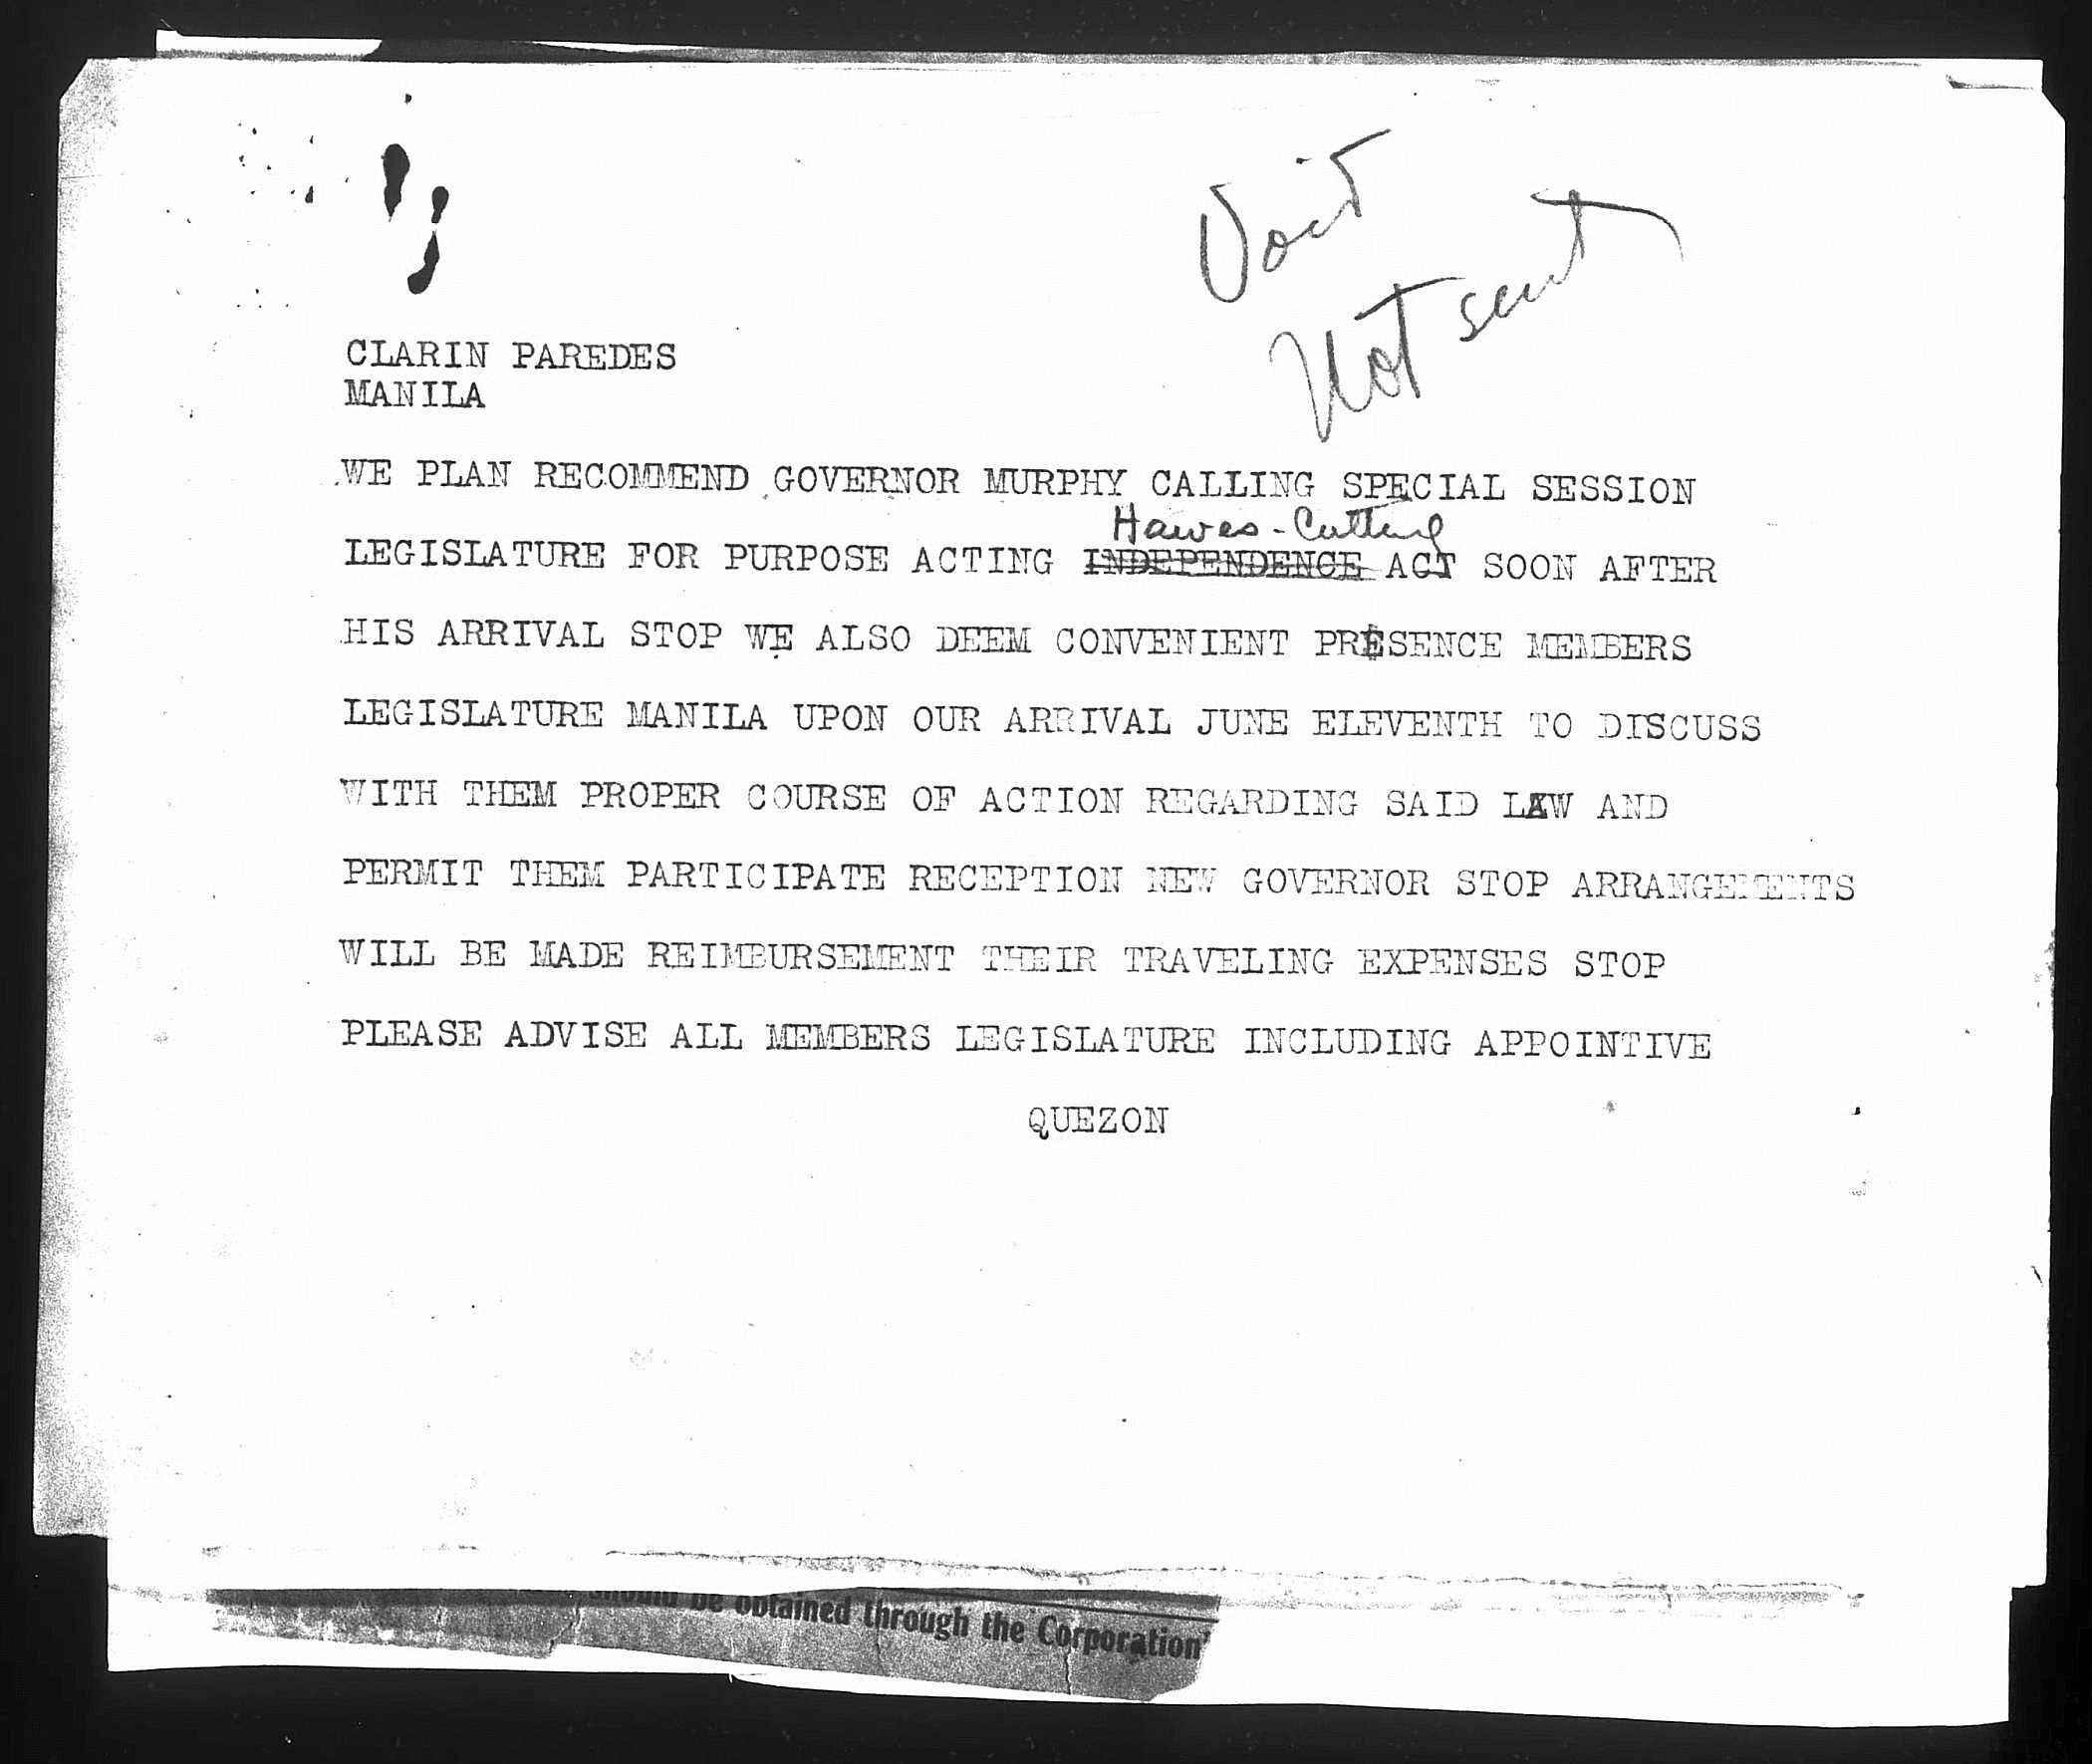 Void
Not sent
CLARIN PAREDES
MANILA
WE PLAN RECOMMEND GOVERNOR MURPHY CALLING SPECIAL SESSION
Hawes-Cutting
LEGISLATURE FOR PURPOSE ACTING INDEPENDENCE ACT SOON AFTER
HIS ARRIVAL STOP WE ALSO DEEM CONVENIENT PRESENCE MEMBERS
LEGISLATURE MANILA UPON OUR ARRIVAL JUNE ELEVENTH TO DISCUSS
WITH THEM PROPER COURSE OF ACTION REGARDING SAID LAW AND
PERMIT THEM PARTICIPATE RECEPTION NEW GOVERNOR STOP ARRANGEMENTS
WILL BE MADE REIMBURSEMENT THEIR TRAVELING EXPENSES STOP
PLEASE ADVISE ALL MEMBERS LEGISLATURE INCLUDING APPOINTIVE
QUEZON
should be obtained through the Corporation'